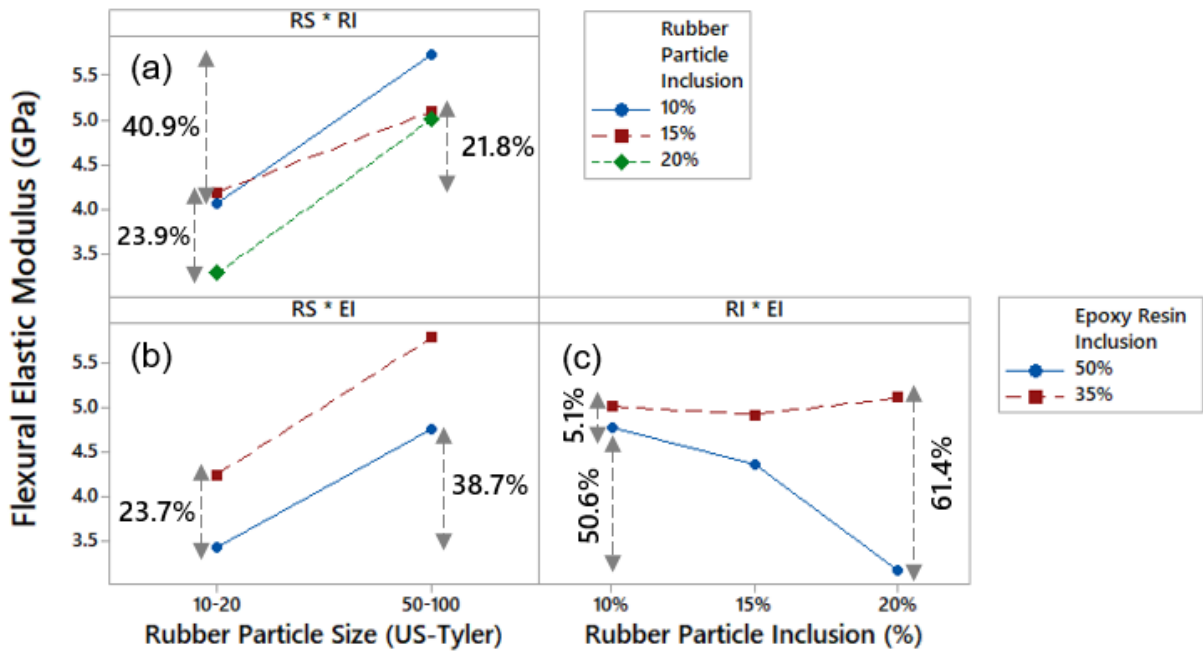 RS * RI
(a)
5.5
5.0
4.5
4.0
3.5
40.9%
23.9%
21.8%
Rubber
Particle
Inclusion
10%
15%
20%
Flexural Elastic Modulus (GPa)
RS * EI
(b)
5.5
5.0
4.5
4.0
3.5
23.7%
38.7%
10-20
50-100
Rubber Particle Size (US-Tyler)
RI * EI
(c)
5.1%
50.6%
61.4%
10%
15%
20%
Rubber Particle Inclusion (%)
Epoxy Resin
Inclusion
50%
35%